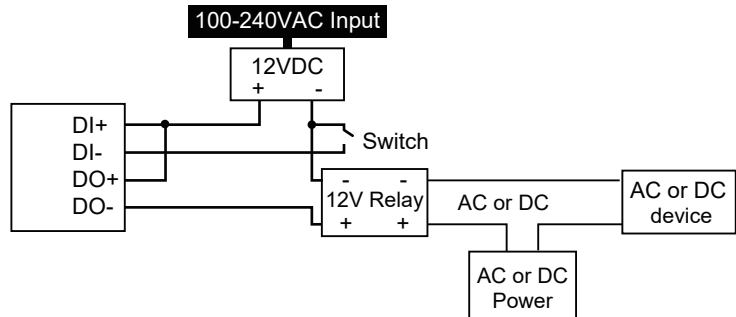 100-240VAC Input
12VDC
+ -
DI+
DI-
DO+
DO-
Switch
- -
12V Relay
+ +
AC or DC
AC or DC
device
AC or DC
Power